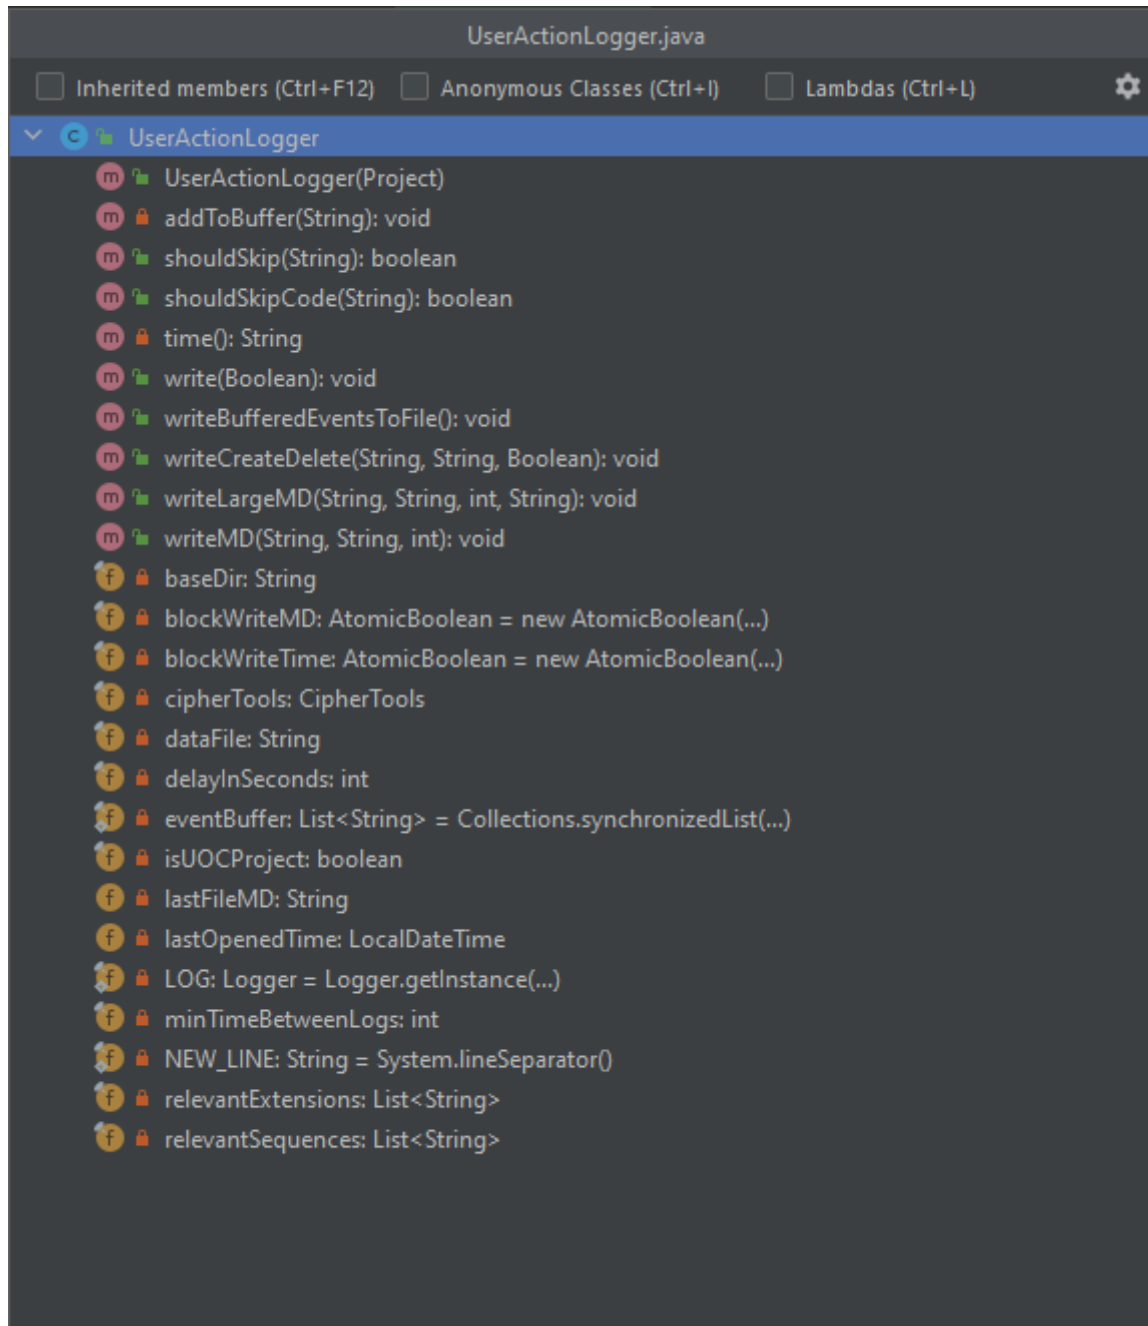 UserActionLogger.java
Inherited members (Ctrl+F12) Anonymous Classes (Ctrl+I) Lambdas (Ctrl+L)
C UserActionLogger
m UserActionLogger(Project)
m addToBuffer(String): void
m shouldSkip(String): boolean
m shouldSkipCode(String): boolean
m time(): String
m write(Boolean): void
m writeBufferedEventsToFile(): void
m writeCreateDelete(String, String, Boolean): void
m writeLargeMD(String, String, int, String): void
m writeMD(String, String, int): void
f baseDir: String
f blockWriteMD: AtomicBoolean = new AtomicBoolean(...)
f blockWriteTime: AtomicBoolean = new AtomicBoolean(...)
f cipherTools: CipherTools
f dataFile: String
f delayInSeconds: int
f eventBuffer: List<String> = Collections.synchronizedList(...)
f isUOCProject: boolean
f lastFileMD: String
f lastOpenedTime: LocalDateTime
f LOG: Logger = Logger.getInstance(...)
f minTimeBetweenLogs: int
f NEW_LINE: String = System.lineSeparator()
f relevantExtensions: List<String>
f relevantSequences: List<String>